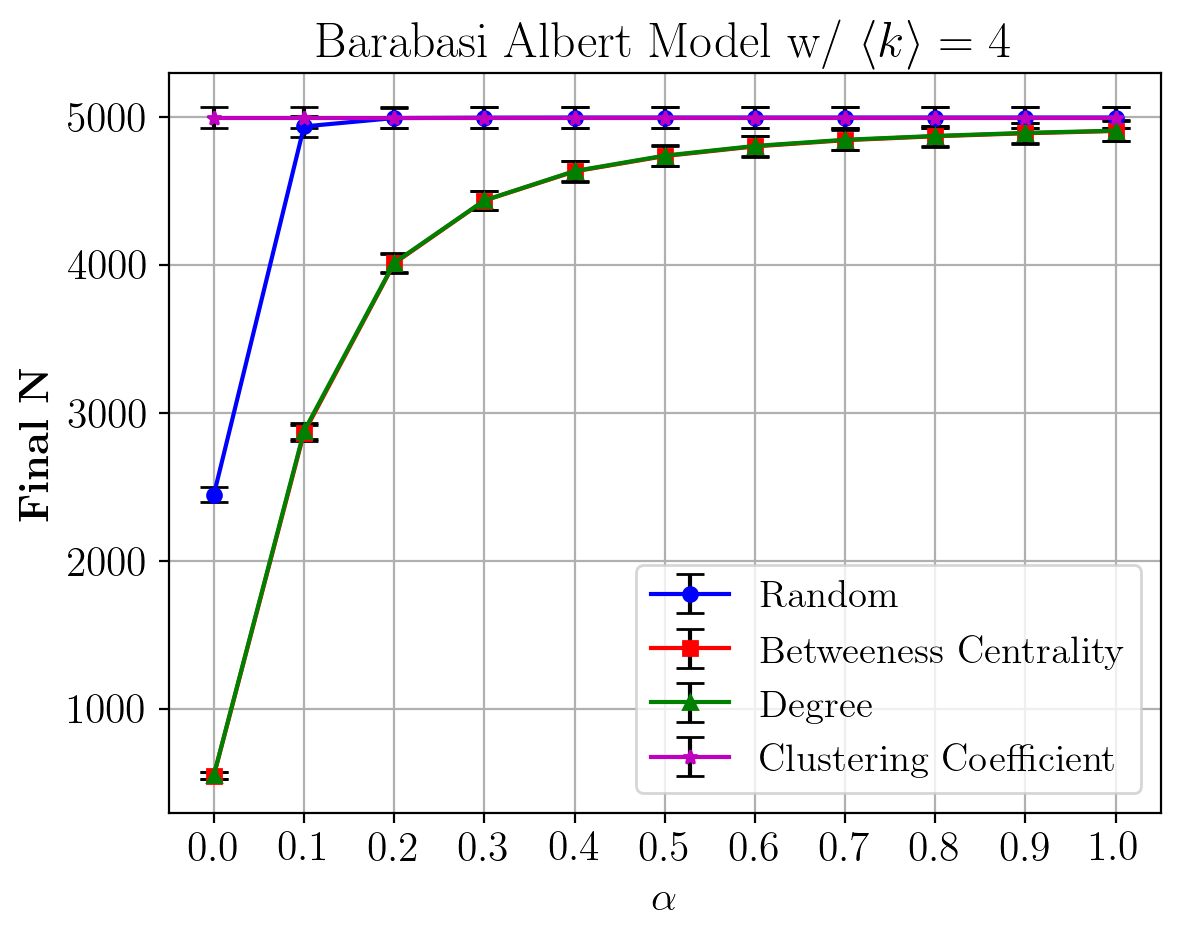 Barabasi Albert Model w/ ⟨k⟩ = 4
Final N
5000
4000
3000
2000
1000
Random
Betweeness Centrality
Degree
Clustering Coefficient
0.0 0.1 0.2 0.3 0.4 0.5 0.6 0.7 0.8 0.9 1.0
α